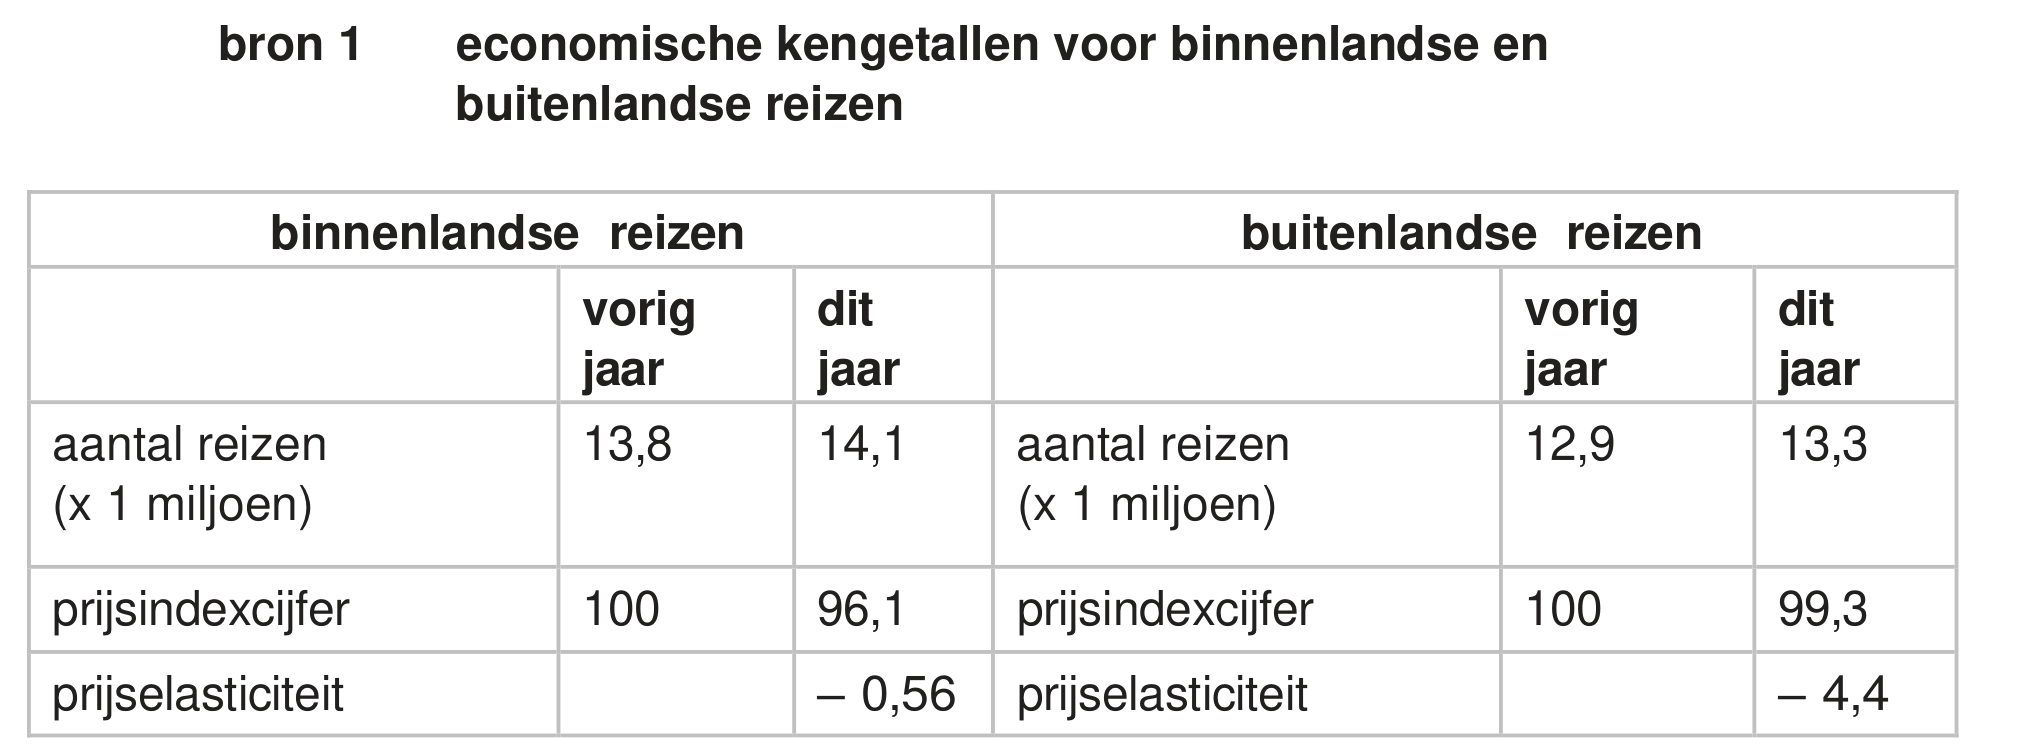 bron 1 economische kengetallen voor binnenlandse en
buitenlandse reizen
binnenlandse reizen buitenlandse reizen
vorig jaar dit jaar vorig jaar dit jaar
aantal reizen (x 1 miljoen) 13,8 14,1 aantal reizen (x 1 miljoen) 12,9 13,3
prijsindexcijfer 100 96,1 prijsindexcijfer 100 99,3
prijselasticiteit – 0,56 prijselasticiteit – 4,4